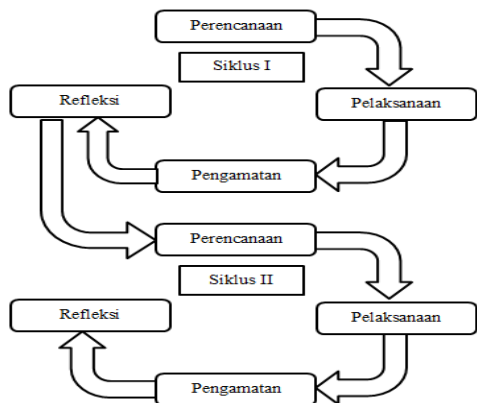 Perencanaan
Siklus I
Refleksi
Pelaksanaan
Pengamatan
Perencanaan
Siklus II
Refleksi
Pelaksanaan
Pengamatan